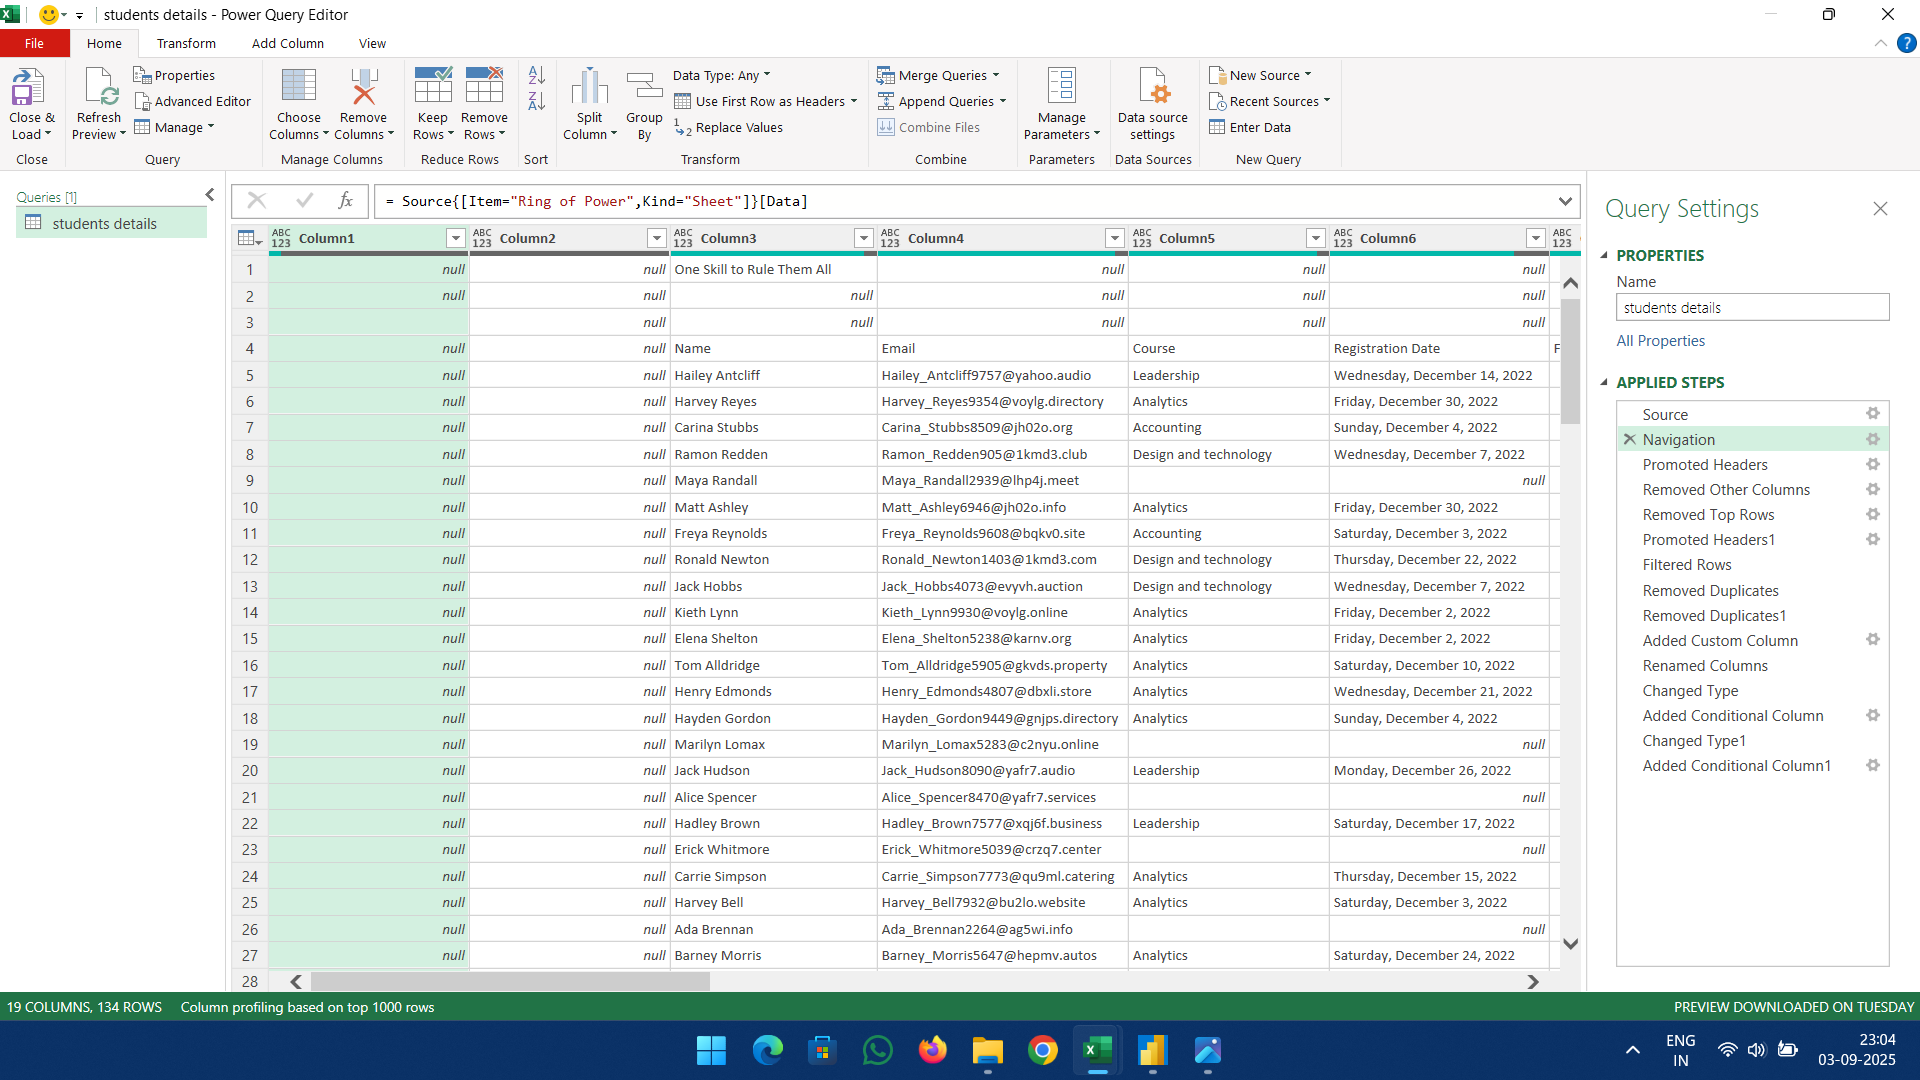 students details - Power Query Editor
File Home Transform Add Column View
Close & Load
Close
Refresh Preview
Properties
Advanced Editor
Manage
Query
Choose Columns
Remove Columns
Manage Columns
Keep Rows
Remove Rows
Reduce Rows
Sort
Split Column
Group By
Data Type: Any
Use First Row as Headers
Replace Values
Transform
Merge Queries
Append Queries
Combine Files
Combine
Manage Parameters
Parameters
Data source settings
Data Sources
New Source
Recent Sources
Enter Data
New Query
Queries [1]
students details
= Source{[Item="Ring of Power",Kind="Sheet"]}[Data]
ABC 123 Column1 ABC 123 Column2 ABC 123 Column3 ABC 123 Column4 ABC 123 Column5 ABC 123 Column6 ABC 123
1 null null One Skill to Rule Them All null null null
2 null null null null null null
3 null null null null null
4 null null Name Email Course Registration Date F
5 null null Hailey Antcliff Hailey_Antcliff9757@yahoo.audio Leadership Wednesday, December 14, 2022
6 null null Harvey Reyes Harvey_Reyes9354@voylg.directory Analytics Friday, December 30, 2022
7 null null Carina Stubbs Carina_Stubbs8509@jh02o.org Accounting Sunday, December 4, 2022
8 null null Ramon Redden Ramon_Redden905@1kmd3.club Design and technology Wednesday, December 7, 2022
9 null null Maya Randall Maya_Randall2939@lhp4j.meet null
10 null null Matt Ashley Matt_Ashley6946@jh02o.info Analytics Friday, December 30, 2022
11 null null Freya Reynolds Freya_Reynolds9608@bqkv0.site Accounting Saturday, December 3, 2022
12 null null Ronald Newton Ronald_Newton1403@1kmd3.com Design and technology Thursday, December 22, 2022
13 null null Jack Hobbs Jack_Hobbs4073@evyvh.auction Design and technology Wednesday, December 7, 2022
14 null null Kieth Lynn Kieth_Lynn9930@voylg.online Analytics Friday, December 2, 2022
15 null null Elena Shelton Elena_Shelton5238@karnv.org Analytics Friday, December 2, 2022
16 null null Tom Alldridge Tom_Alldridge5905@gkvds.property Analytics Saturday, December 10, 2022
17 null null Henry Edmonds Henry_Edmonds4807@dbxli.store Analytics Wednesday, December 21, 2022
18 null null Hayden Gordon Hayden_Gordon9449@gnjps.directory Analytics Sunday, December 4, 2022
19 null null Marilyn Lomax Marilyn_Lomax5283@c2nyu.online null
20 null null Jack Hudson Jack_Hudson8090@yafr7.audio Leadership Monday, December 26, 2022
21 null null Alice Spencer Alice_Spencer8470@yafr7.services null
22 null null Hadley Brown Hadley_Brown7577@xqj6f.business Leadership Saturday, December 17, 2022
23 null null Erick Whitmore Erick_Whitmore5039@crzq7.center null
24 null null Carrie Simpson Carrie_Simpson7773@qu9ml.catering Analytics Thursday, December 15, 2022
25 null null Harvey Bell Harvey_Bell7932@bu2lo.website Analytics Saturday, December 3, 2022
26 null null Ada Brennan Ada_Brennan2264@ag5wi.info null
27 null null Barney Morris Barney_Morris5647@hepmv.autos Analytics Saturday, December 24, 2022
28
Query Settings
PROPERTIES
Name
students details
All Properties
APPLIED STEPS
Source
Navigation
Promoted Headers
Removed Other Columns
Removed Top Rows
Promoted Headers1
Filtered Rows
Removed Duplicates
Removed Duplicates1
Added Custom Column
Renamed Columns
Changed Type
Added Conditional Column
Changed Type1
Added Conditional Column1
19 COLUMNS, 134 ROWS Column profiling based on top 1000 rows
PREVIEW DOWNLOADED ON TUESDAY
ENG IN
23:04
03-09-2025